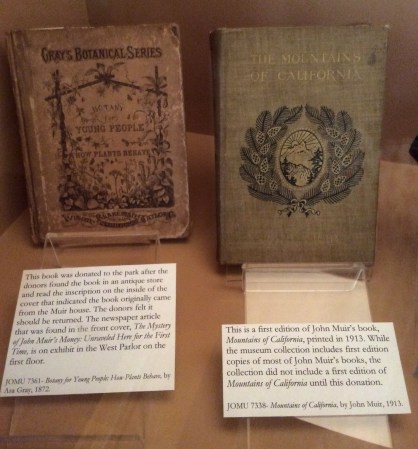 GRAY'S BOTANICAL SERIES
BOTANY
FOR
YOUNG PEOPLE
HOW PLANTS BEHAVE
THE MOUNTAINS
OF CALIFORNIA
This book was donated to the park after the
donors found the book in an antique store
and read the inscription on the inside of the
cover that indicated the book originally came
from the Muir house. The donors felt it
should be returned. The newspaper article
that was found in the front cover, The Mystery
of John Muir's Money: Unraveled Here for the First
Time, is on exhibit in the West Parlor on the
first floor.
JOMU 7361- Botany for Young People: How Plants Behave, by
Asa Gray, 1872.
This is a first edition of John Muir's book,
Mountains of California, printed in 1913. While
the museum collection includes first edition
copies of most of John Muir's books, the
collection did not include a first edition of
Mountains of California until this donation.
JOMU 7338- Mountains of California, by John Muir, 1913.